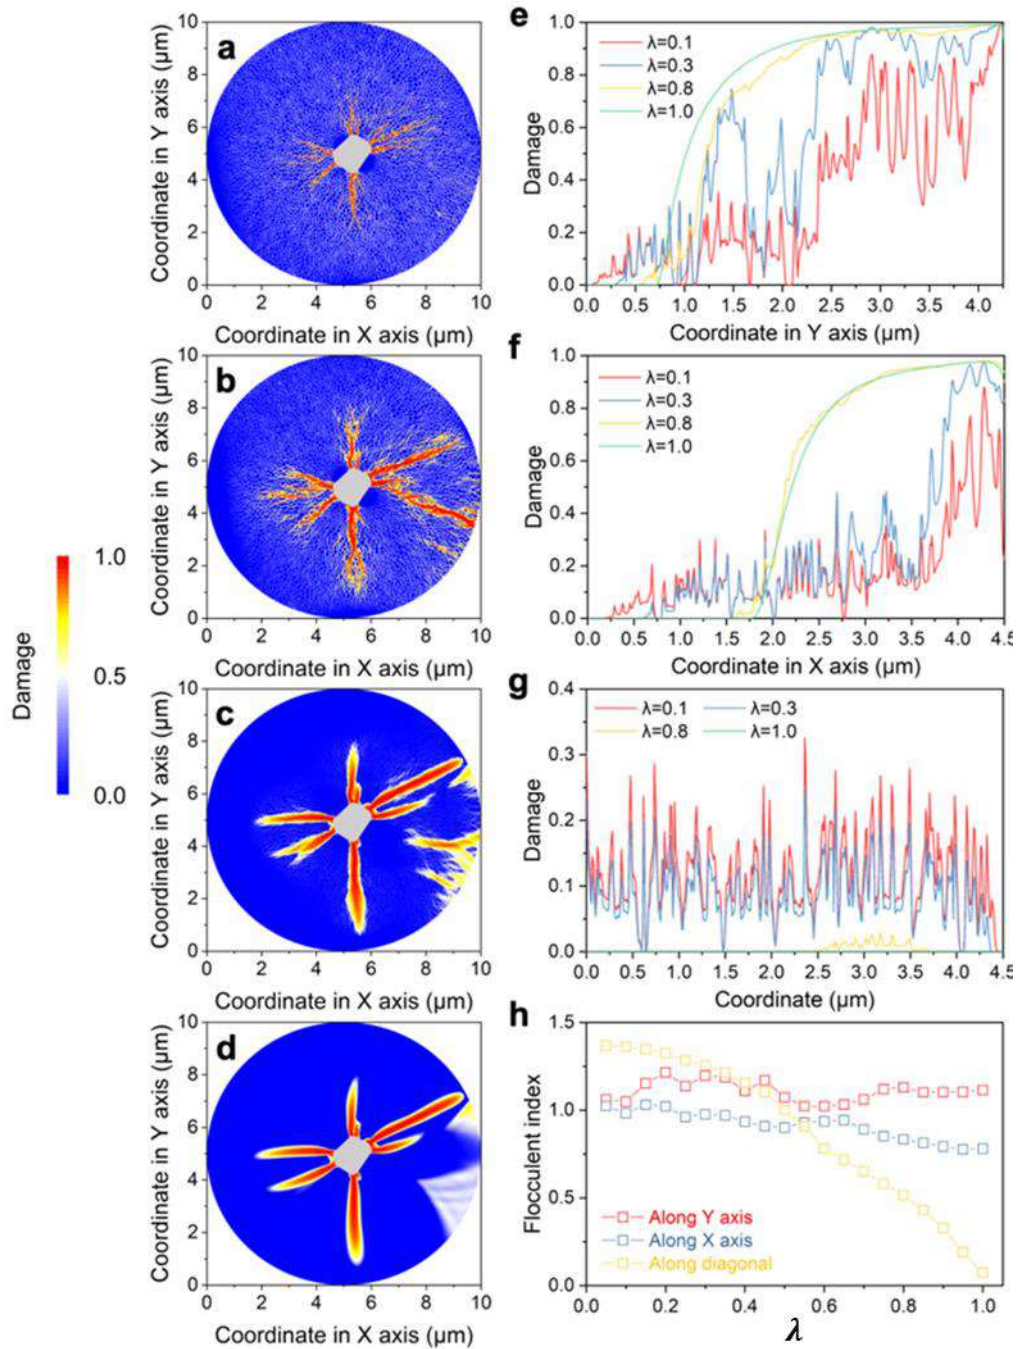 a
10
8
6
4
2
0
0 2 4 6 8 10
Coordinate in Y axis (μm)
Coordinate in X axis (μm)
b
10
8
6
4
2
0
0 2 4 6 8 10
Coordinate in Y axis (μm)
Coordinate in X axis (μm)
c
10
8
6
4
2
0
0 2 4 6 8 10
Coordinate in Y axis (μm)
Coordinate in X axis (μm)
d
10
8
6
4
2
0
0 2 4 6 8 10
Coordinate in Y axis (μm)
Coordinate in X axis (μm)
Damage
1.0
0.5
0.0
e
1.0
0.8
0.6
0.4
0.2
0.0
λ=0.1
λ=0.3
λ=0.8
λ=1.0
Damage
0.0 0.5 1.0 1.5 2.0 2.5 3.0 3.5 4.0
Coordinate in Y axis (μm)
f
1.0
0.8
0.6
0.4
0.2
0.0
λ=0.1
λ=0.3
λ=0.8
λ=1.0
Damage
0.0 0.5 1.0 1.5 2.0 2.5 3.0 3.5 4.0 4.5
Coordinate in X axis (μm)
g
0.4
0.3
0.2
0.1
0.0
λ=0.1 λ=0.3
λ=0.8 λ=1.0
Damage
0.0 0.5 1.0 1.5 2.0 2.5 3.0 3.5 4.0 4.5
Coordinate (μm)
h
1.5
1.0
0.5
0.0
Flocculent index
Along Y axis
Along X axis
Along diagonal
0.0 0.2 0.4 0.6 0.8 1.0
λ